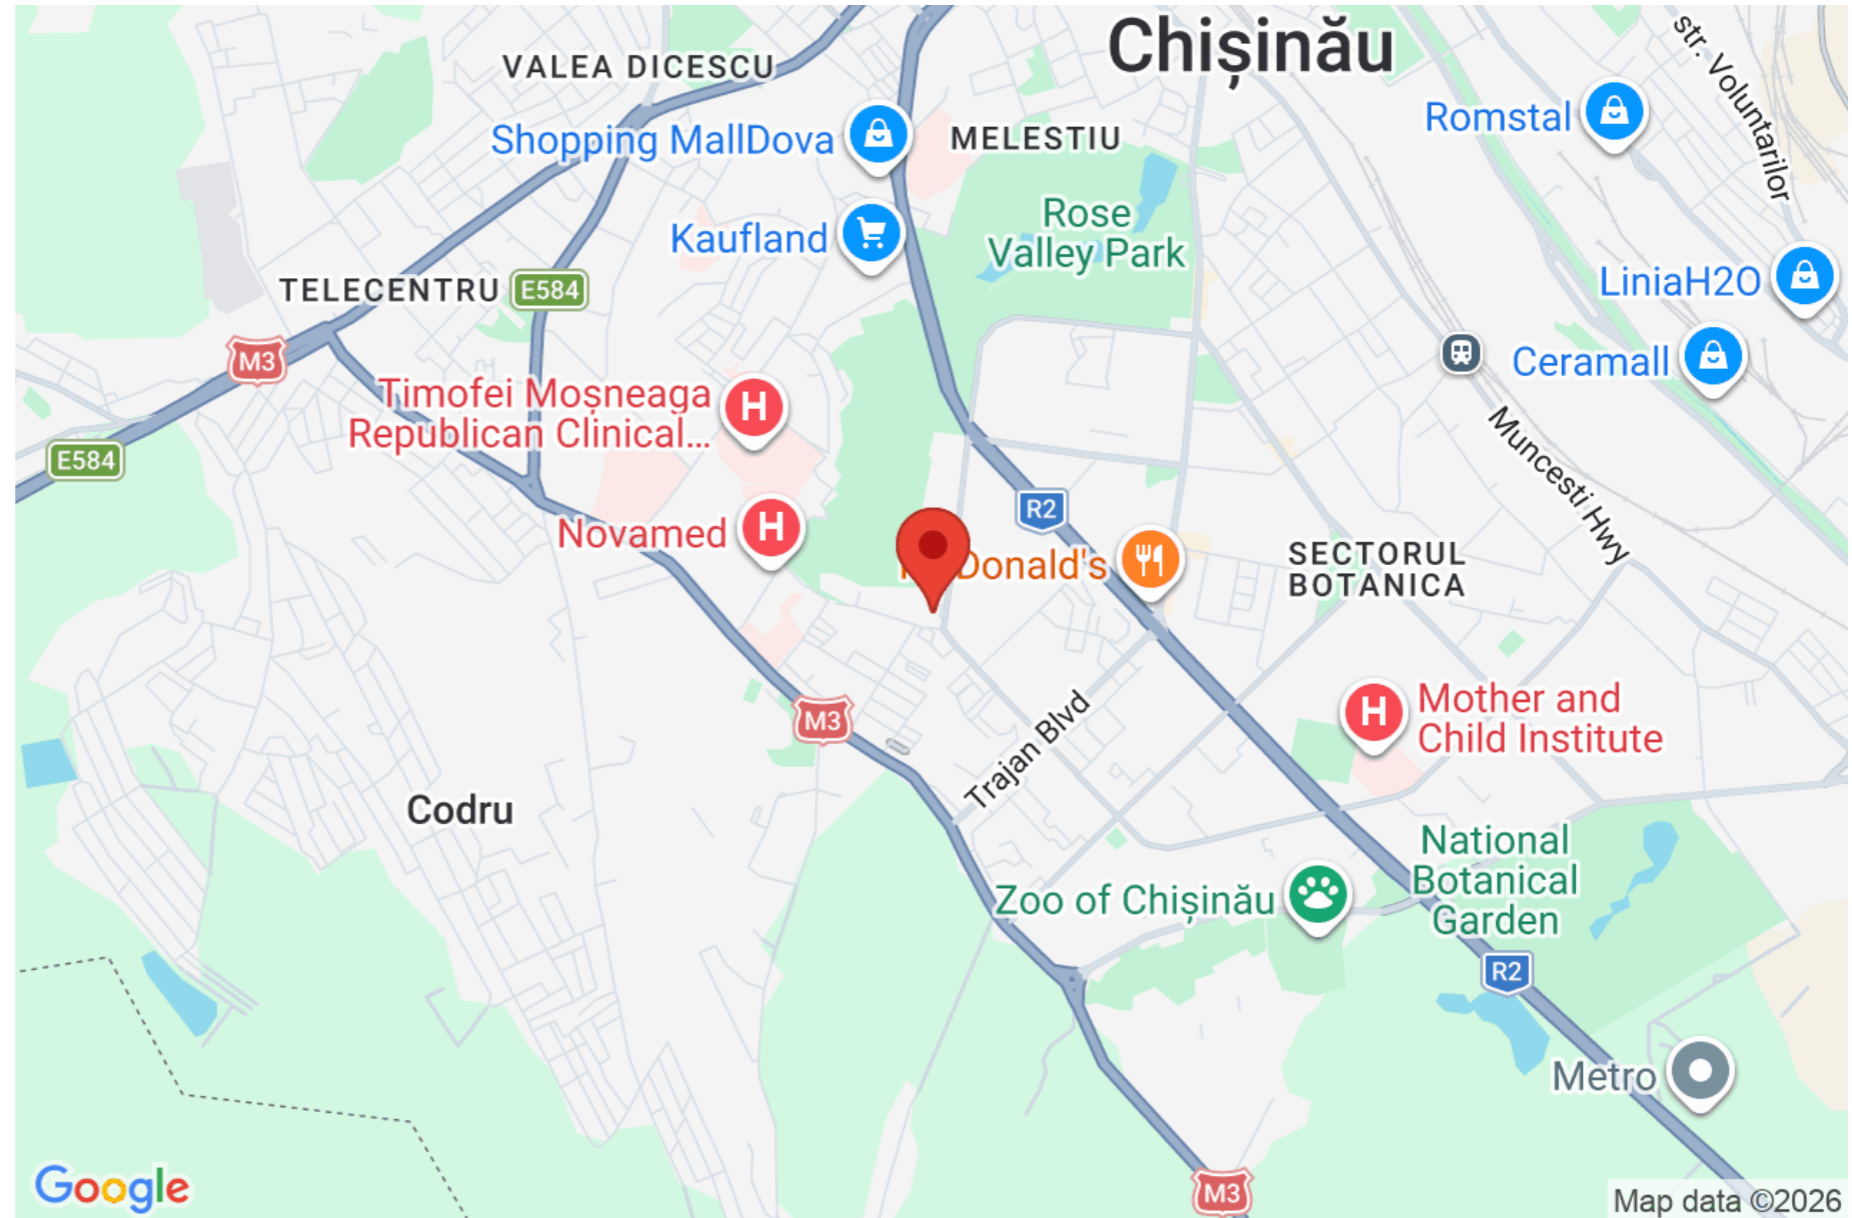 Chișinău
str. Voluntarilor
VALEA DICESCU
Shopping MallDova
MELESTIU
Romstal
Rose
Valley Park
Kaufland
LiniaH2O
TELECENTRU
E584
M3
Ceramall
Timofei Moșneaga
Republican Clinical...
H
E584
Muncesti Hwy
R2
Novamed
H
Donald's
SECTORUL
BOTANICA
M3
H
Mother and
Child Institute
Trajan Blvd
Codru
National
Botanical
Garden
Zoo of Chișinău
R2
Metro
Google
M3
Map data ©2026